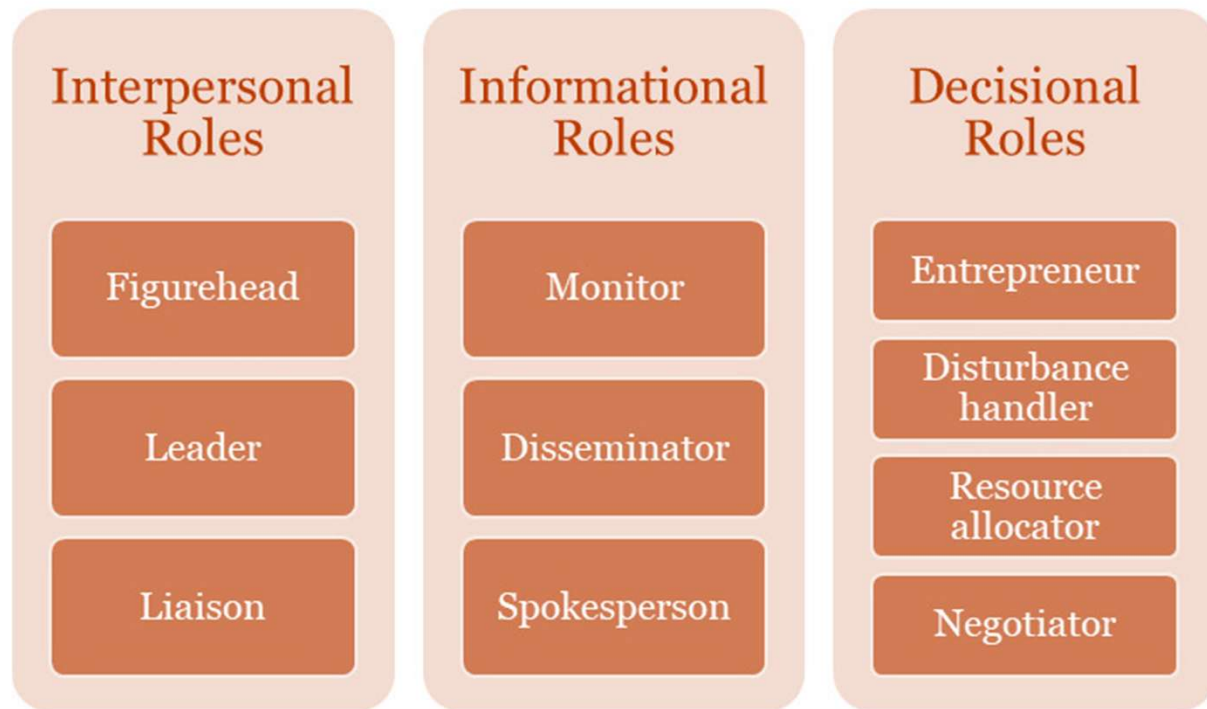 Interpersonal
Roles
Figurehead
Leader
Liaison
Informational
Roles
Monitor
Disseminator
Spokesperson
Decisional
Roles
Entrepreneur
Disturbance
handler
Resource
allocator
Negotiator